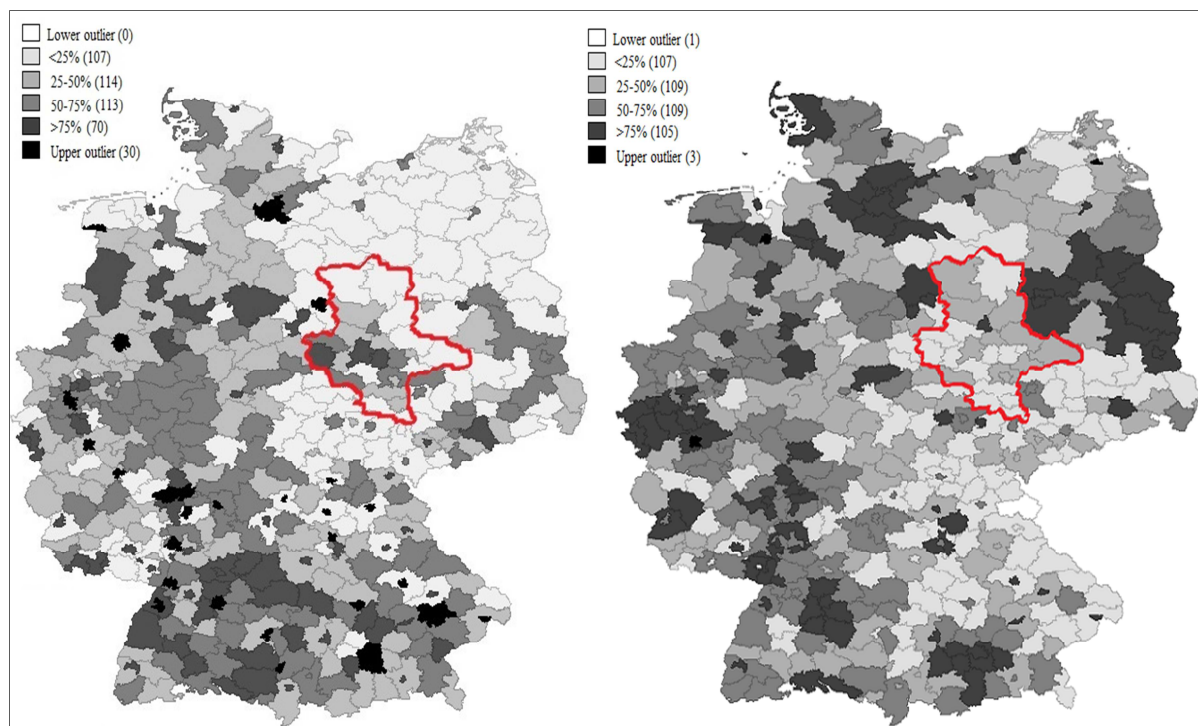 Lower outlier (0)
<25% (107)
25-50% (114)
50-75% (113)
>75% (70)
Upper outlier (30)
Lower outlier (1)
<25% (107)
25-50% (109)
50-75% (109)
>75% (105)
Upper outlier (3)